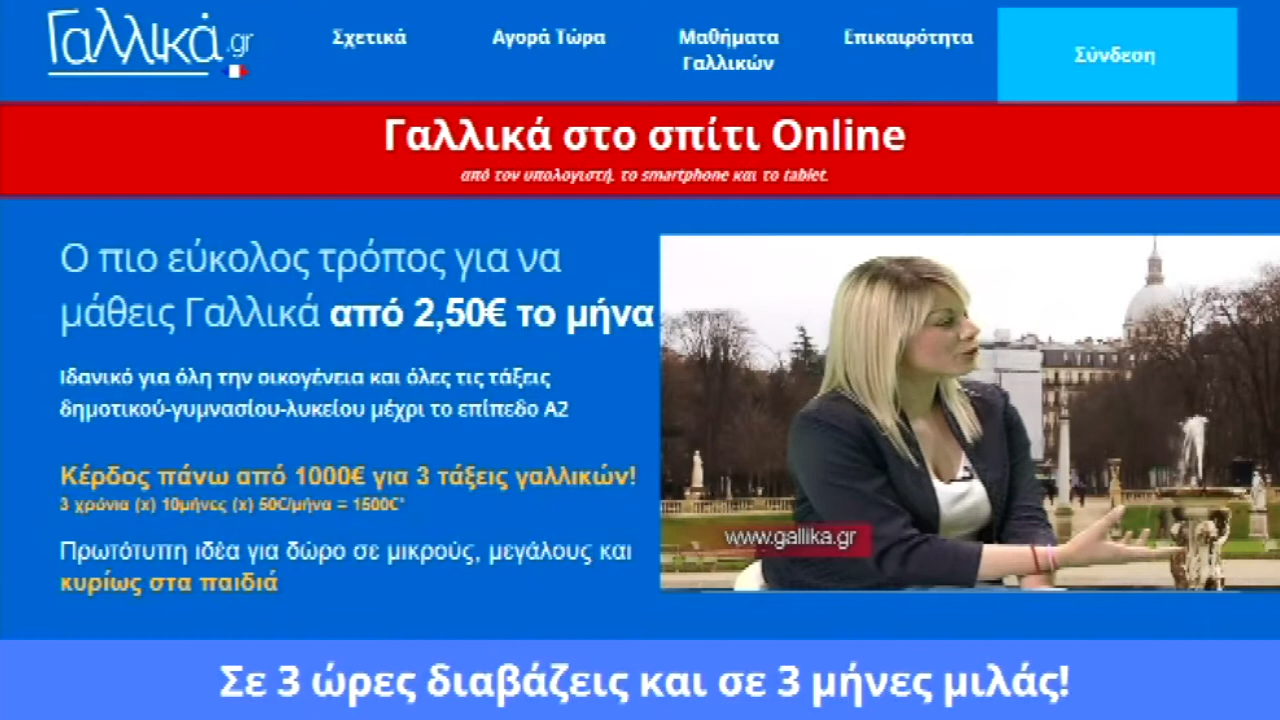 Γαλλικά.gr
Σχετικά
Αγορά Τώρα
Μαθήματα
Γαλλικών
Επικαιρότητα
Σύνδεση
Γαλλικά στο σπίτι Online
από τον υπολογιστή, το smartphone και το tablet.
Ο πιο εύκολος τρόπος για να
μάθεις Γαλλικά από 2,50€ το μήνα
Ιδανικό για όλη την οικογένεια και όλες τις τάξεις
δημοτικού-γυμνασίου-λυκείου μέχρι το επίπεδο Α2
Κέρδος πάνω από 1000€ για 3 τάξεις γαλλικών!
3 χρόνια (x) 10μήνες (x) 50€/μήνα = 1500€*
Πρωτότυπη ιδέα για δώρο σε μικρούς, μεγάλους και
κυρίως στα παιδιά
www.gallika.gr
Σε 3 ώρες διαβάζεις και σε 3 μήνες μιλάς!